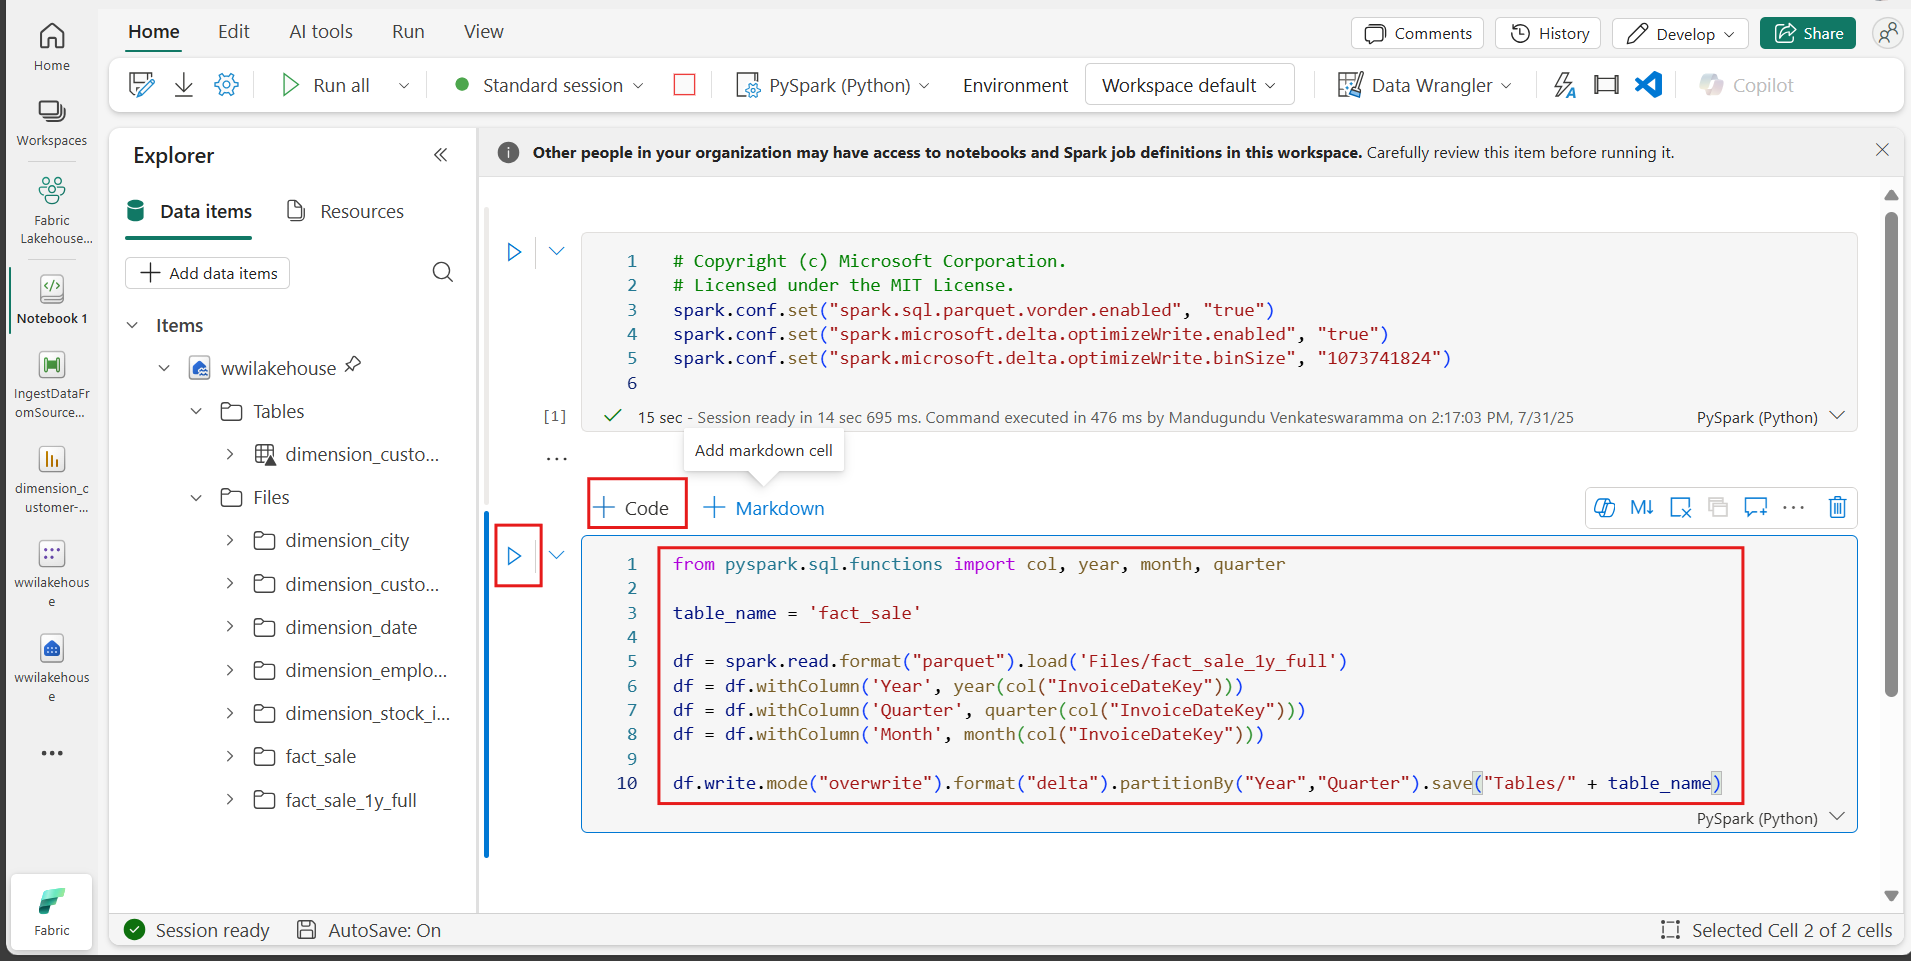 Home
Edit
AI tools
Run
View
Comments
History
Develop
Share
Run all
Standard session
PySpark (Python)
Environment
Workspace default
Data Wrangler
Copilot
Home
Workspaces
Fabric
Lakehouse...
Notebook 1
IngestDataFr
omSource...
dimension_c
ustomer-...
wwilakehous
e
wwilakehous
e
Fabric
Explorer
Data items
Resources
Add data items
Items
wwilakehouse
Tables
dimension_custo...
Files
dimension_city
dimension_custo...
dimension_date
dimension_emplo...
dimension_stock_i...
fact_sale
fact_sale_1y_full
Other people in your organization may have access to notebooks and Spark job definitions in this workspace. Carefully review this item before running it.
1 # Copyright (c) Microsoft Corporation.
2 # Licensed under the MIT License.
3 spark.conf.set("spark.sql.parquet.vorder.enabled", "true")
4 spark.conf.set("spark.microsoft.delta.optimizeWrite.enabled", "true")
5 spark.conf.set("spark.microsoft.delta.optimizeWrite.binSize", "1073741824")
6
[1] 15 sec - Session ready in 14 sec 695 ms. Command executed in 476 ms by Mandugundu Venkateswaramma on 2:17:03 PM, 7/31/25 PySpark (Python)
Add markdown cell
Code
Markdown
M↓
1 from pyspark.sql.functions import col, year, month, quarter
2
3 table_name = 'fact_sale'
4
5 df = spark.read.format("parquet").load('Files/fact_sale_1y_full')
6 df = df.withColumn('Year', year(col("InvoiceDateKey")))
7 df = df.withColumn('Quarter', quarter(col("InvoiceDateKey")))
8 df = df.withColumn('Month', month(col("InvoiceDateKey")))
9
10 df.write.mode("overwrite").format("delta").partitionBy("Year","Quarter").save("Tables/" + table_name)
PySpark (Python)
Session ready
AutoSave: On
Selected Cell 2 of 2 cells